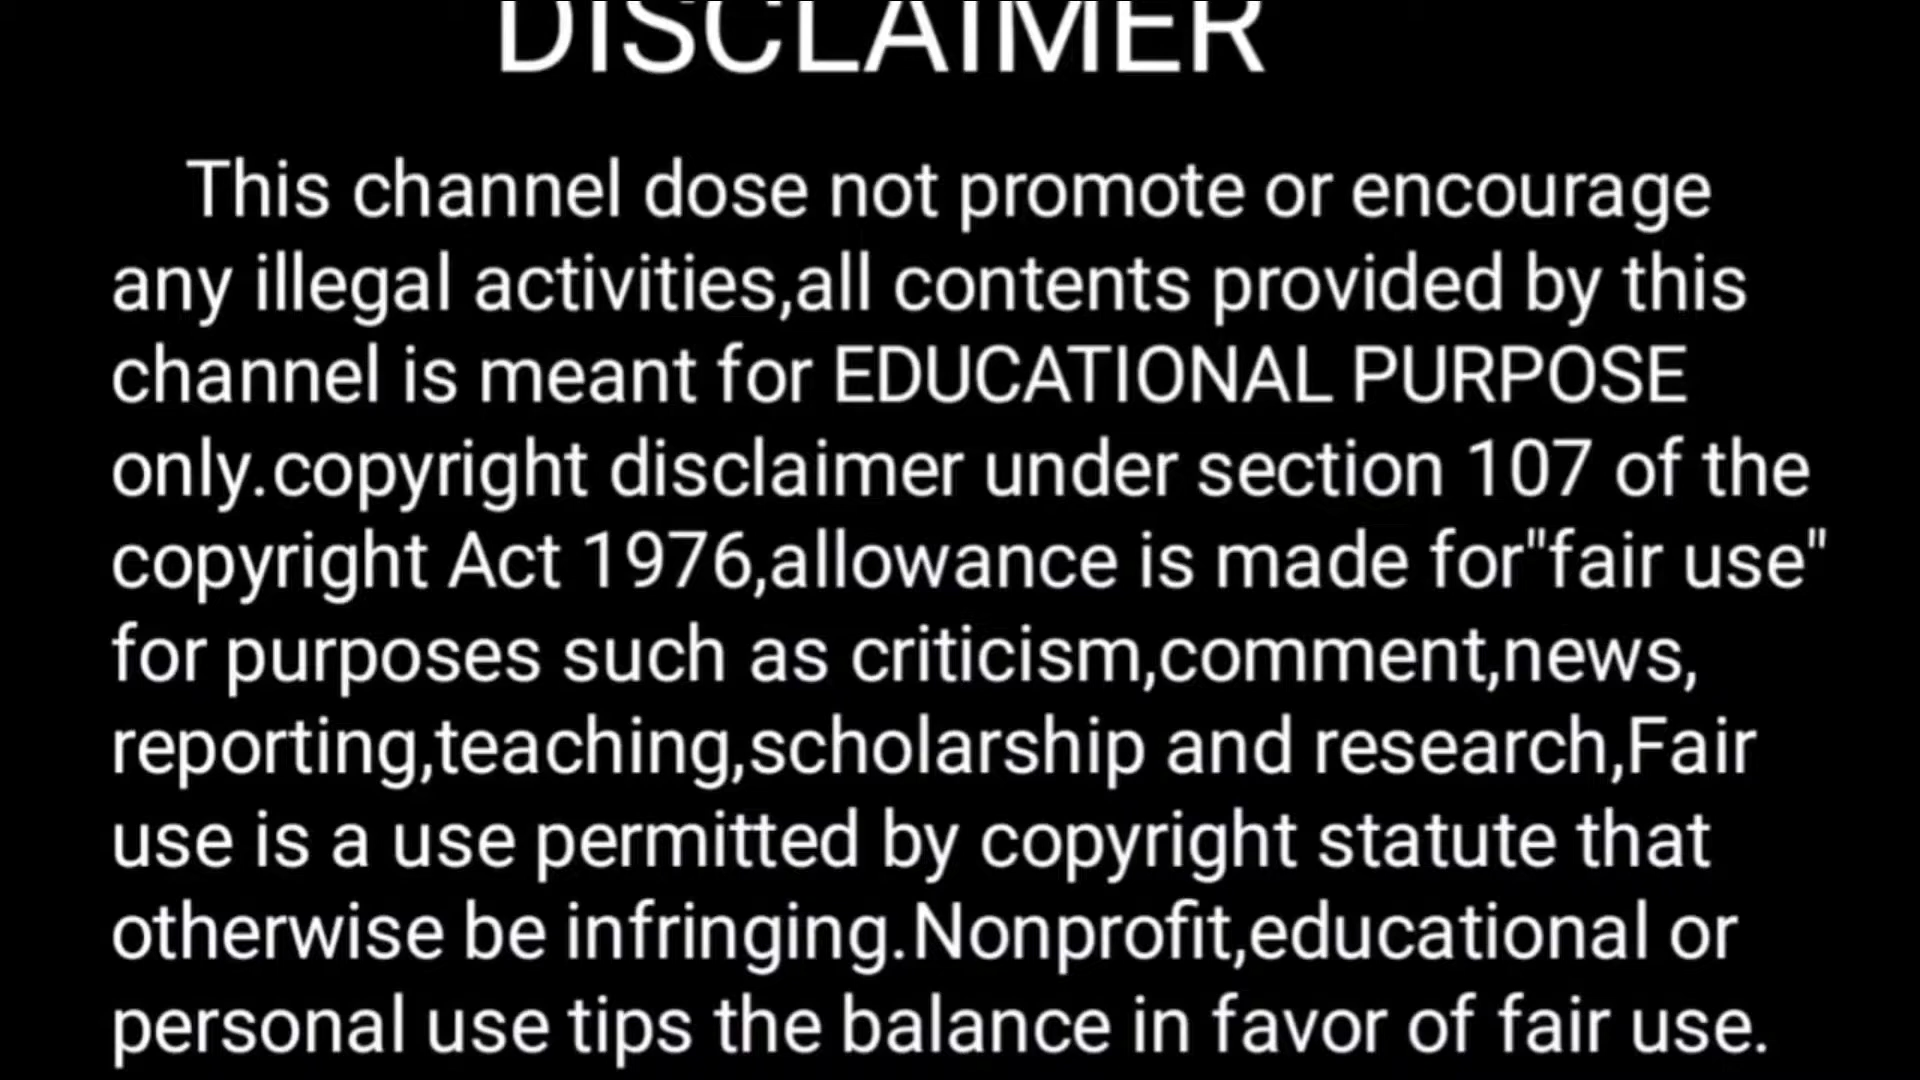 DISCLAIMER
This channel dose not promote or encourage
any illegal activities,all contents provided by this
channel is meant for EDUCATIONAL PURPOSE
only.copyright disclaimer under section 107 of the
copyright Act 1976,allowance is made for"fair use"
for purposes such as criticism,comment,news,
reporting,teaching,scholarship and research,Fair
use is a use permitted by copyright statute that
otherwise be infringing.Nonprofit,educational or
personal use tips the balance in favor of fair use.